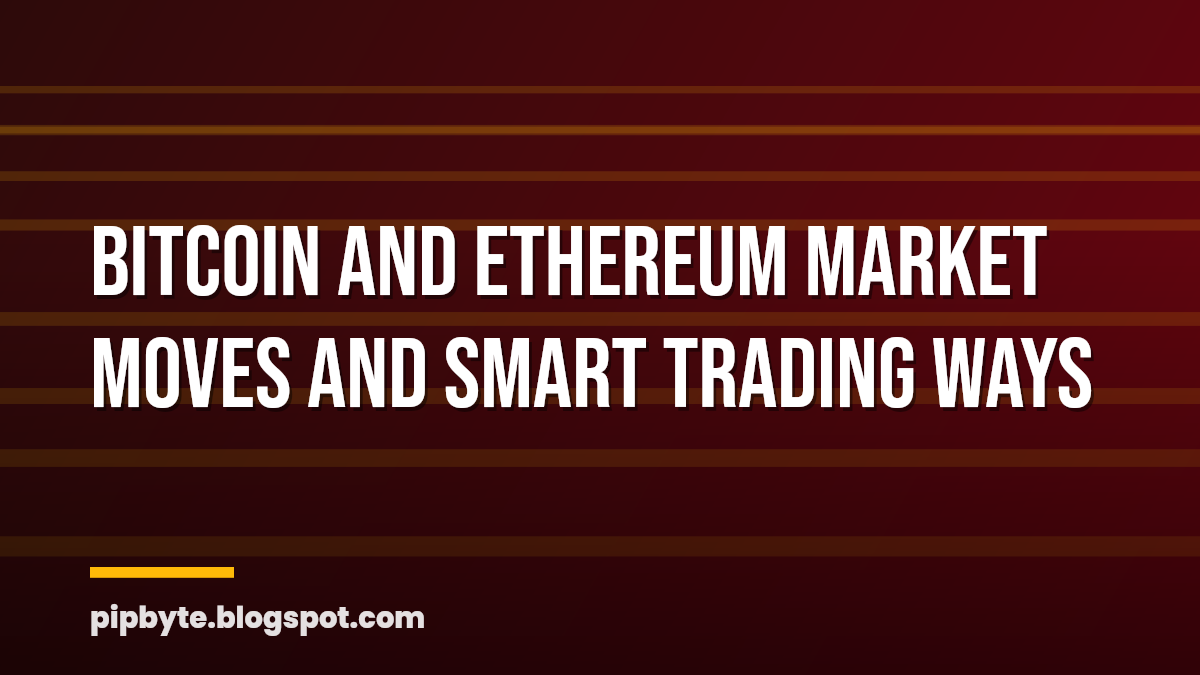 BITCOIN AND ETHEREUM MARKET
MOVES AND SMART TRADING WAYS
pipbyte.blogspot.com